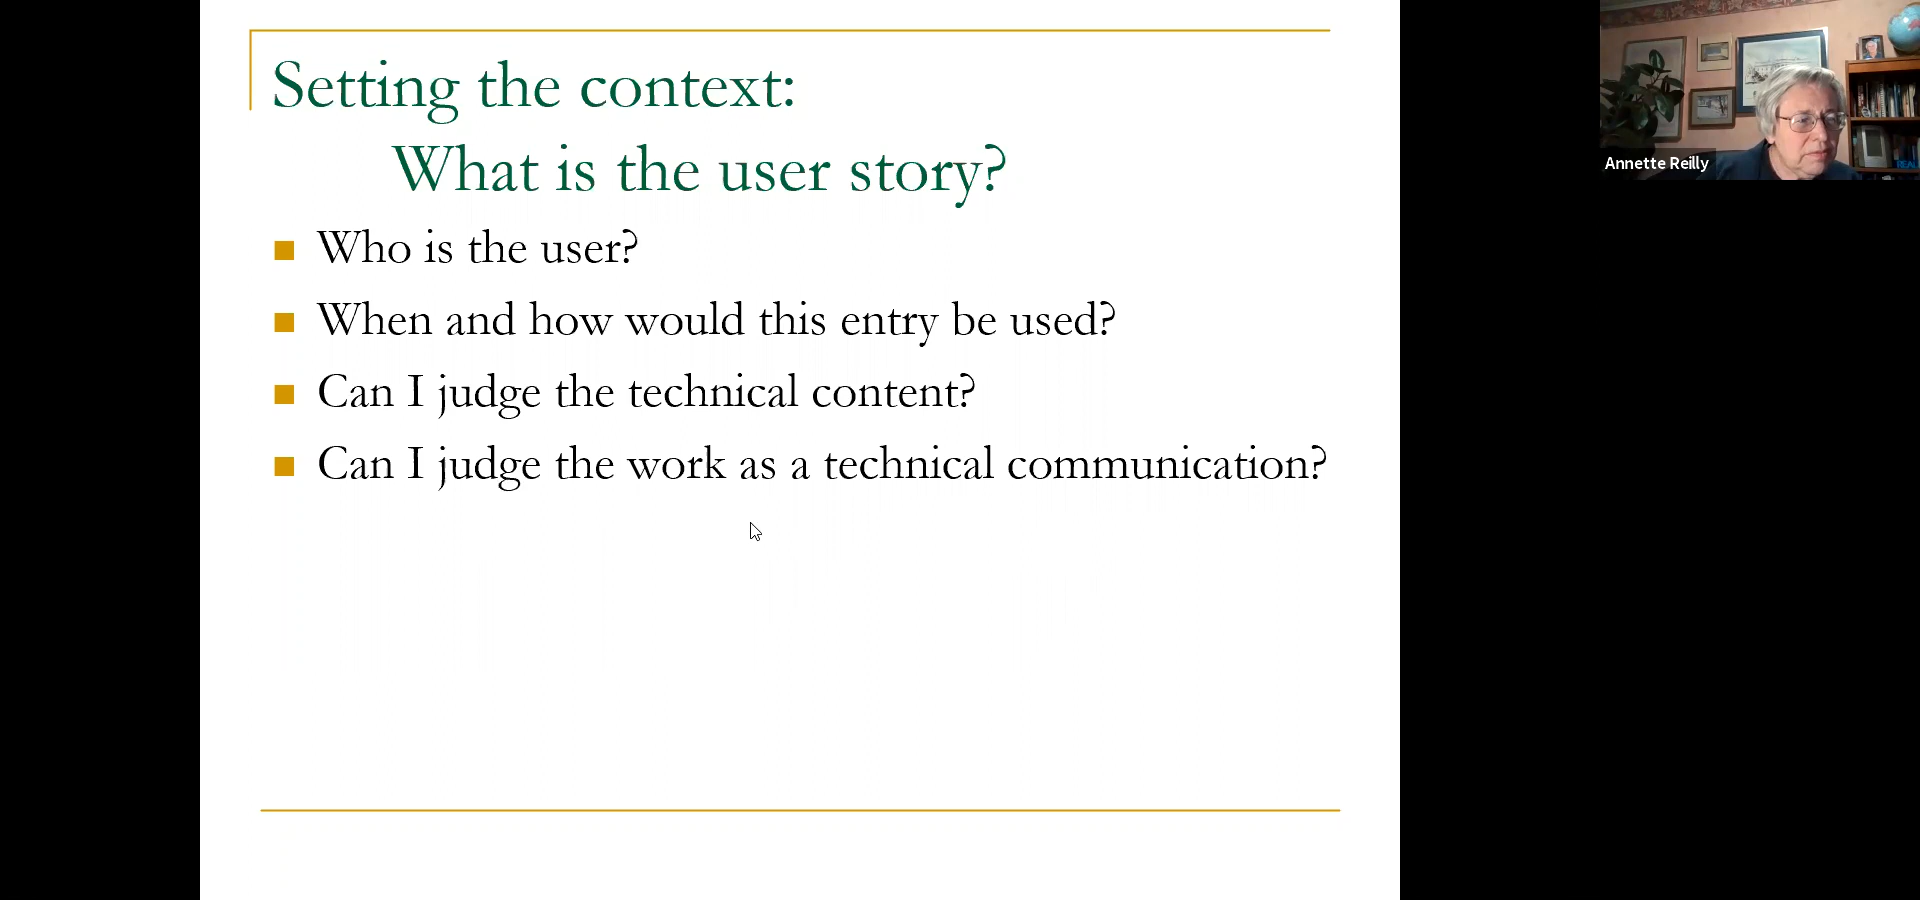 Setting the context:
What is the user story?
Who is the user?
When and how would this entry be used?
Can I judge the technical content?
Can I judge the work as a technical communication?
Annette Reilly
REAL